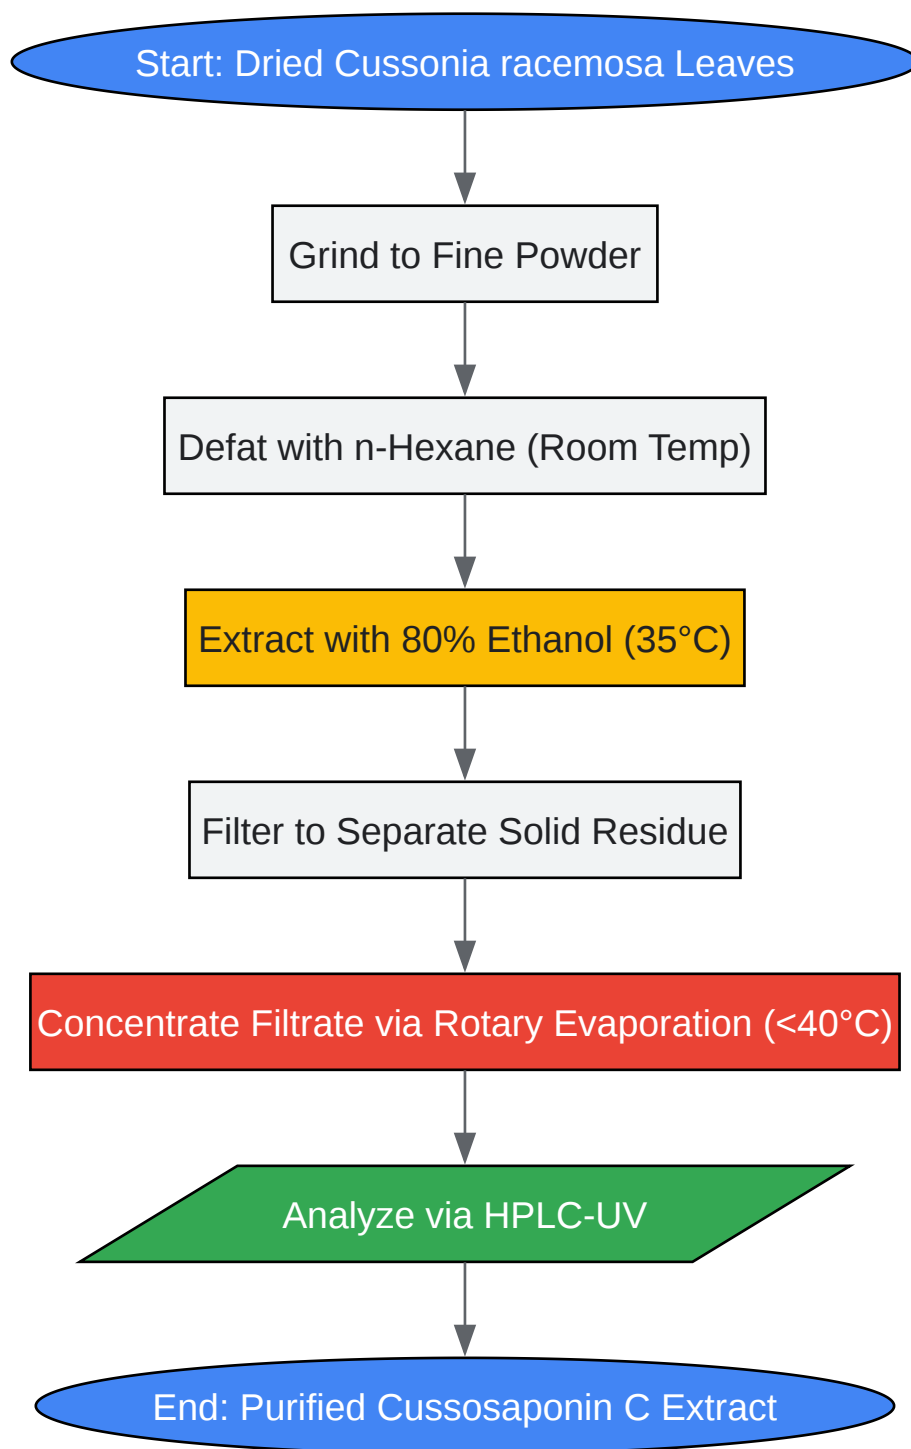 Start: Dried Cussonia racemosa Leaves
Grind to Fine Powder
Defat with n-Hexane (Room Temp)
Extract with 80% Ethanol (35°C)
Filter to Separate Solid Residue
Concentrate Filtrate via Rotary Evaporation (<40°C)
Analyze via HPLC-UV
End: Purified Cussosaponin C Extract